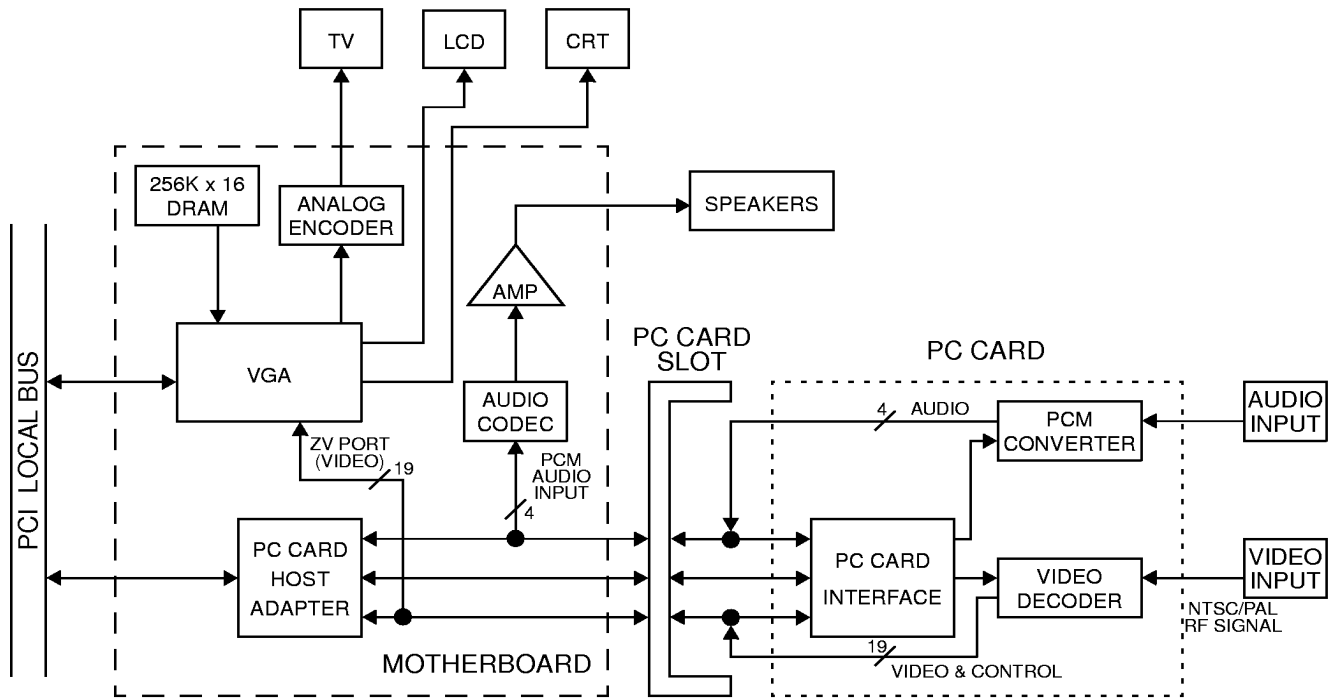 TV
LCD
CRT
256K x 16
DRAM
ANALOG
ENCODER
SPEAKERS
AMP
VGA
PCI LOCAL BUS
PC CARD
SLOT
PC CARD
AUDIO
CODEC
4
AUDIO
PCM
CONVERTER
AUDIO
INPUT
ZV PORT
(VIDEO)
19
PCM
AUDIO
INPUT
4
PC CARD
HOST
ADAPTER
PC CARD
INTERFACE
VIDEO
DECODER
VIDEO
INPUT
NTSC/PAL
RF SIGNAL
19
VIDEO & CONTROL
MOTHERBOARD